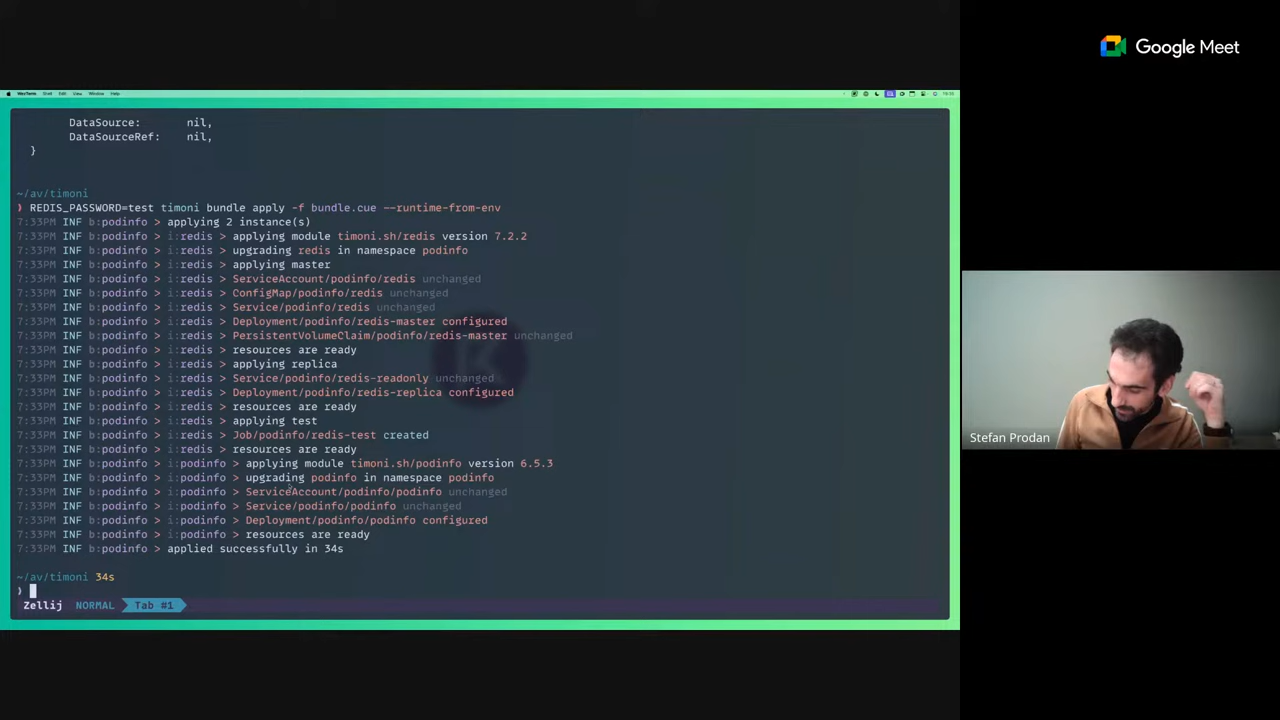 Google Meet
WezTerm Shell Edit View Window Help
DataSource: nil,
DataSourceRef: nil,
}
~/av/timoni
❯ REDIS_PASSWORD=test timoni bundle apply -f bundle.cue --runtime-from-env
7:33PM INF b:podinfo > applying 2 instance(s)
7:33PM INF b:podinfo > i:redis > applying module timoni.sh/redis version 7.2.2
7:33PM INF b:podinfo > i:redis > upgrading redis in namespace podinfo
7:33PM INF b:podinfo > i:redis > applying master
7:33PM INF b:podinfo > i:redis > ServiceAccount/podinfo/redis unchanged
7:33PM INF b:podinfo > i:redis > ConfigMap/podinfo/redis unchanged
7:33PM INF b:podinfo > i:redis > Service/podinfo/redis unchanged
7:33PM INF b:podinfo > i:redis > Deployment/podinfo/redis-master configured
7:33PM INF b:podinfo > i:redis > PersistentVolumeClaim/podinfo/redis-master unchanged
7:33PM INF b:podinfo > i:redis > resources are ready
7:33PM INF b:podinfo > i:redis > applying replica
7:33PM INF b:podinfo > i:redis > Service/podinfo/redis-readonly unchanged
7:33PM INF b:podinfo > i:redis > Deployment/podinfo/redis-replica configured
7:33PM INF b:podinfo > i:redis > resources are ready
7:33PM INF b:podinfo > i:redis > applying test
7:33PM INF b:podinfo > i:redis > Job/podinfo/redis-test created
7:33PM INF b:podinfo > i:redis > resources are ready
7:33PM INF b:podinfo > i:podinfo > applying module timoni.sh/podinfo version 6.5.3
7:33PM INF b:podinfo > i:podinfo > upgrading podinfo in namespace podinfo
7:33PM INF b:podinfo > i:podinfo > ServiceAccount/podinfo/podinfo unchanged
7:33PM INF b:podinfo > i:podinfo > Service/podinfo/podinfo unchanged
7:33PM INF b:podinfo > i:podinfo > Deployment/podinfo/podinfo configured
7:33PM INF b:podinfo > i:podinfo > resources are ready
7:33PM INF b:podinfo > applied successfully in 34s
~/av/timoni 34s
❯
Zellij NORMAL Tab #1
Stefan Prodan